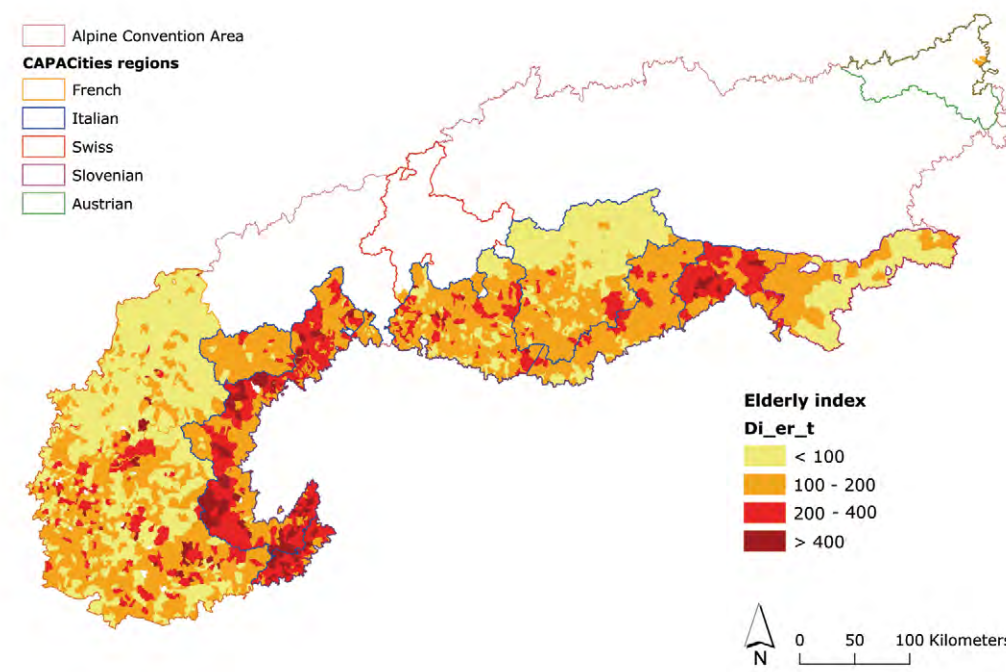 Alpine Convention Area
CAPACities regions
French
Italian
Swiss
Slovenian
Austrian
Elderly index
Di_er_t
< 100
100 - 200
200 - 400
> 400
N
0 50 100 Kilometers